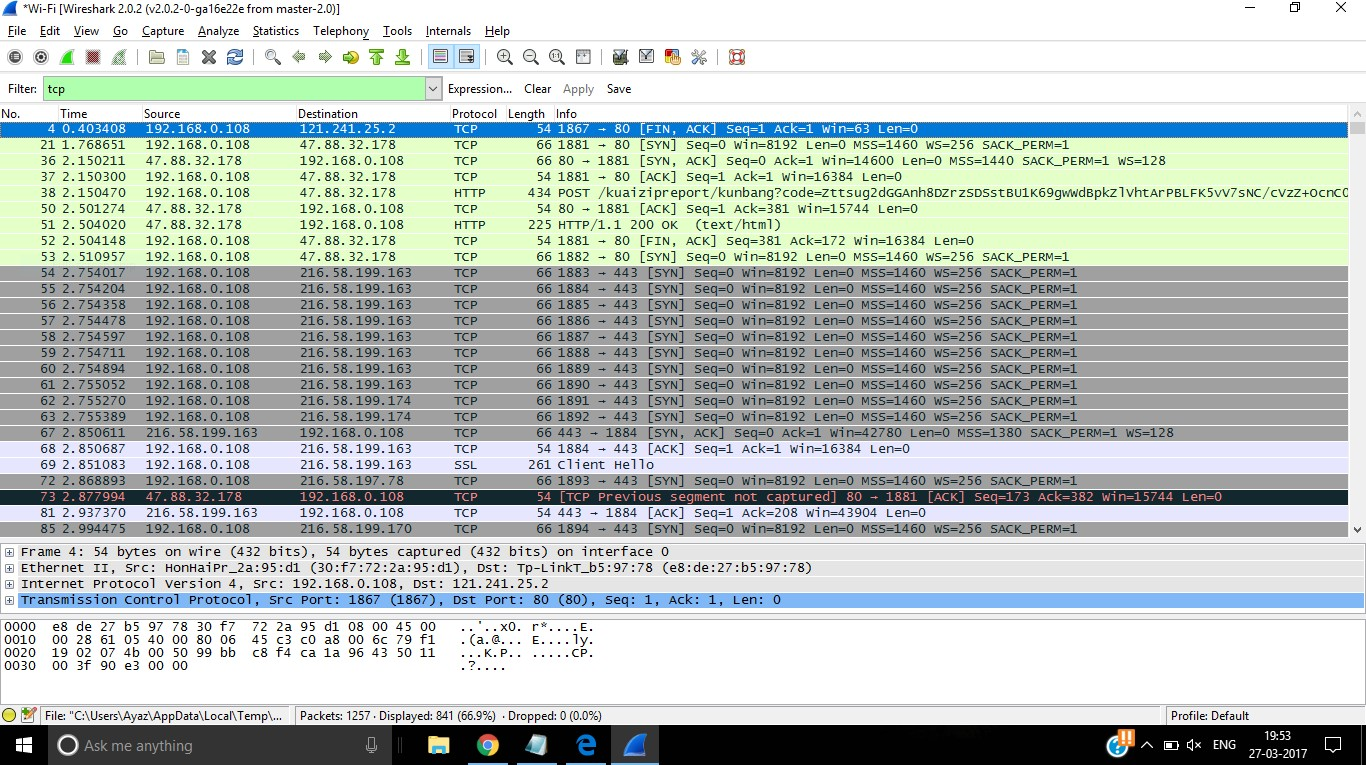 *Wi-Fi [Wireshark 2.0.2 (v2.0.2-0-ga16e22e from master-2.0)]
File Edit View Go Capture Analyze Statistics Telephony Tools Internals Help
Filter: tcp Expression... Clear Apply Save
No. Time Source Destination Protocol Length Info
4 0.403408 192.168.0.108 121.241.25.2 TCP 54 1867 → 80 [FIN, ACK] Seq=1 Ack=1 Win=63 Len=0
21 1.768651 192.168.0.108 47.88.32.178 TCP 66 1881 → 80 [SYN] Seq=0 Win=8192 Len=0 MSS=1460 WS=256 SACK_PERM=1
36 2.150211 47.88.32.178 192.168.0.108 TCP 66 80 → 1881 [SYN, ACK] Seq=0 Ack=1 Win=14600 Len=0 MSS=1440 SACK_PERM=1 WS=128
37 2.150300 192.168.0.108 47.88.32.178 TCP 54 1881 → 80 [ACK] Seq=1 Ack=1 Win=16384 Len=0
38 2.150470 192.168.0.108 47.88.32.178 HTTP 434 POST /kuaizipreport/kunbang?code=Zttsug2dGGAnh8DZrzSDSstBU1K69gwWdBpkZlVhtArPBLFK5vV7sNC/cVzZ+OcnC0
50 2.501274 47.88.32.178 192.168.0.108 TCP 54 80 → 1881 [ACK] Seq=1 Ack=381 Win=15744 Len=0
51 2.504020 47.88.32.178 192.168.0.108 HTTP 225 HTTP/1.1 200 OK (text/html)
52 2.504148 192.168.0.108 47.88.32.178 TCP 54 1881 → 80 [FIN, ACK] Seq=381 Ack=172 Win=16384 Len=0
53 2.510957 192.168.0.108 47.88.32.178 TCP 66 1882 → 80 [SYN] Seq=0 Win=8192 Len=0 MSS=1460 WS=256 SACK_PERM=1
54 2.754017 192.168.0.108 216.58.199.163 TCP 66 1883 → 443 [SYN] Seq=0 Win=8192 Len=0 MSS=1460 WS=256 SACK_PERM=1
55 2.754204 192.168.0.108 216.58.199.163 TCP 66 1884 → 443 [SYN] Seq=0 Win=8192 Len=0 MSS=1460 WS=256 SACK_PERM=1
56 2.754358 192.168.0.108 216.58.199.163 TCP 66 1885 → 443 [SYN] Seq=0 Win=8192 Len=0 MSS=1460 WS=256 SACK_PERM=1
57 2.754478 192.168.0.108 216.58.199.163 TCP 66 1886 → 443 [SYN] Seq=0 Win=8192 Len=0 MSS=1460 WS=256 SACK_PERM=1
58 2.754597 192.168.0.108 216.58.199.163 TCP 66 1887 → 443 [SYN] Seq=0 Win=8192 Len=0 MSS=1460 WS=256 SACK_PERM=1
59 2.754711 192.168.0.108 216.58.199.163 TCP 66 1888 → 443 [SYN] Seq=0 Win=8192 Len=0 MSS=1460 WS=256 SACK_PERM=1
60 2.754894 192.168.0.108 216.58.199.163 TCP 66 1889 → 443 [SYN] Seq=0 Win=8192 Len=0 MSS=1460 WS=256 SACK_PERM=1
61 2.755052 192.168.0.108 216.58.199.163 TCP 66 1890 → 443 [SYN] Seq=0 Win=8192 Len=0 MSS=1460 WS=256 SACK_PERM=1
62 2.755270 192.168.0.108 216.58.199.174 TCP 66 1891 → 443 [SYN] Seq=0 Win=8192 Len=0 MSS=1460 WS=256 SACK_PERM=1
63 2.755389 192.168.0.108 216.58.199.174 TCP 66 1892 → 443 [SYN] Seq=0 Win=8192 Len=0 MSS=1460 WS=256 SACK_PERM=1
67 2.850611 216.58.199.163 192.168.0.108 TCP 66 443 → 1884 [SYN, ACK] Seq=0 Ack=1 Win=42780 Len=0 MSS=1380 SACK_PERM=1 WS=128
68 2.850687 192.168.0.108 216.58.199.163 TCP 54 1884 → 443 [ACK] Seq=1 Ack=1 Win=16384 Len=0
69 2.851083 192.168.0.108 216.58.199.163 SSL 261 Client Hello
72 2.868893 192.168.0.108 216.58.197.78 TCP 66 1893 → 443 [SYN] Seq=0 Win=8192 Len=0 MSS=1460 WS=256 SACK_PERM=1
73 2.877994 47.88.32.178 192.168.0.108 TCP 54 [TCP Previous segment not captured] 80 → 1881 [ACK] Seq=173 Ack=382 Win=15744 Len=0
81 2.937370 216.58.199.163 192.168.0.108 TCP 54 443 → 1884 [ACK] Seq=1 Ack=208 Win=43904 Len=0
85 2.994475 192.168.0.108 216.58.199.170 TCP 66 1894 → 443 [SYN] Seq=0 Win=8192 Len=0 MSS=1460 WS=256 SACK_PERM=1
Frame 4: 54 bytes on wire (432 bits), 54 bytes captured (432 bits) on interface 0
Ethernet II, Src: HonHaiPr_2a:95:d1 (30:f7:72:2a:95:d1), Dst: Tp-LinkT_b5:97:78 (e8:de:27:b5:97:78)
Internet Protocol Version 4, Src: 192.168.0.108, Dst: 121.241.25.2
Transmission Control Protocol, Src Port: 1867 (1867), Dst Port: 80 (80), Seq: 1, Ack: 1, Len: 0
0000 e8 de 27 b5 97 78 30 f7 72 2a 95 d1 08 00 45 00 ..'..x0. r*....E.
0010 00 28 61 05 40 00 80 06 45 c3 c0 a8 00 6c 79 f1 .(a.@... E....ly.
0020 19 02 07 4b 00 50 99 bb c8 f4 ca 1a 96 43 50 11 ...K.P.. .....CP.
0030 00 3f 90 e3 00 00 .?....
File: "C:\Users\Ayaz\AppData\Local\Temp\... Packets: 1257 · Displayed: 841 (66.9%) · Dropped: 0 (0.0%) Profile: Default
Ask me anything ENG 19:53
27-03-2017